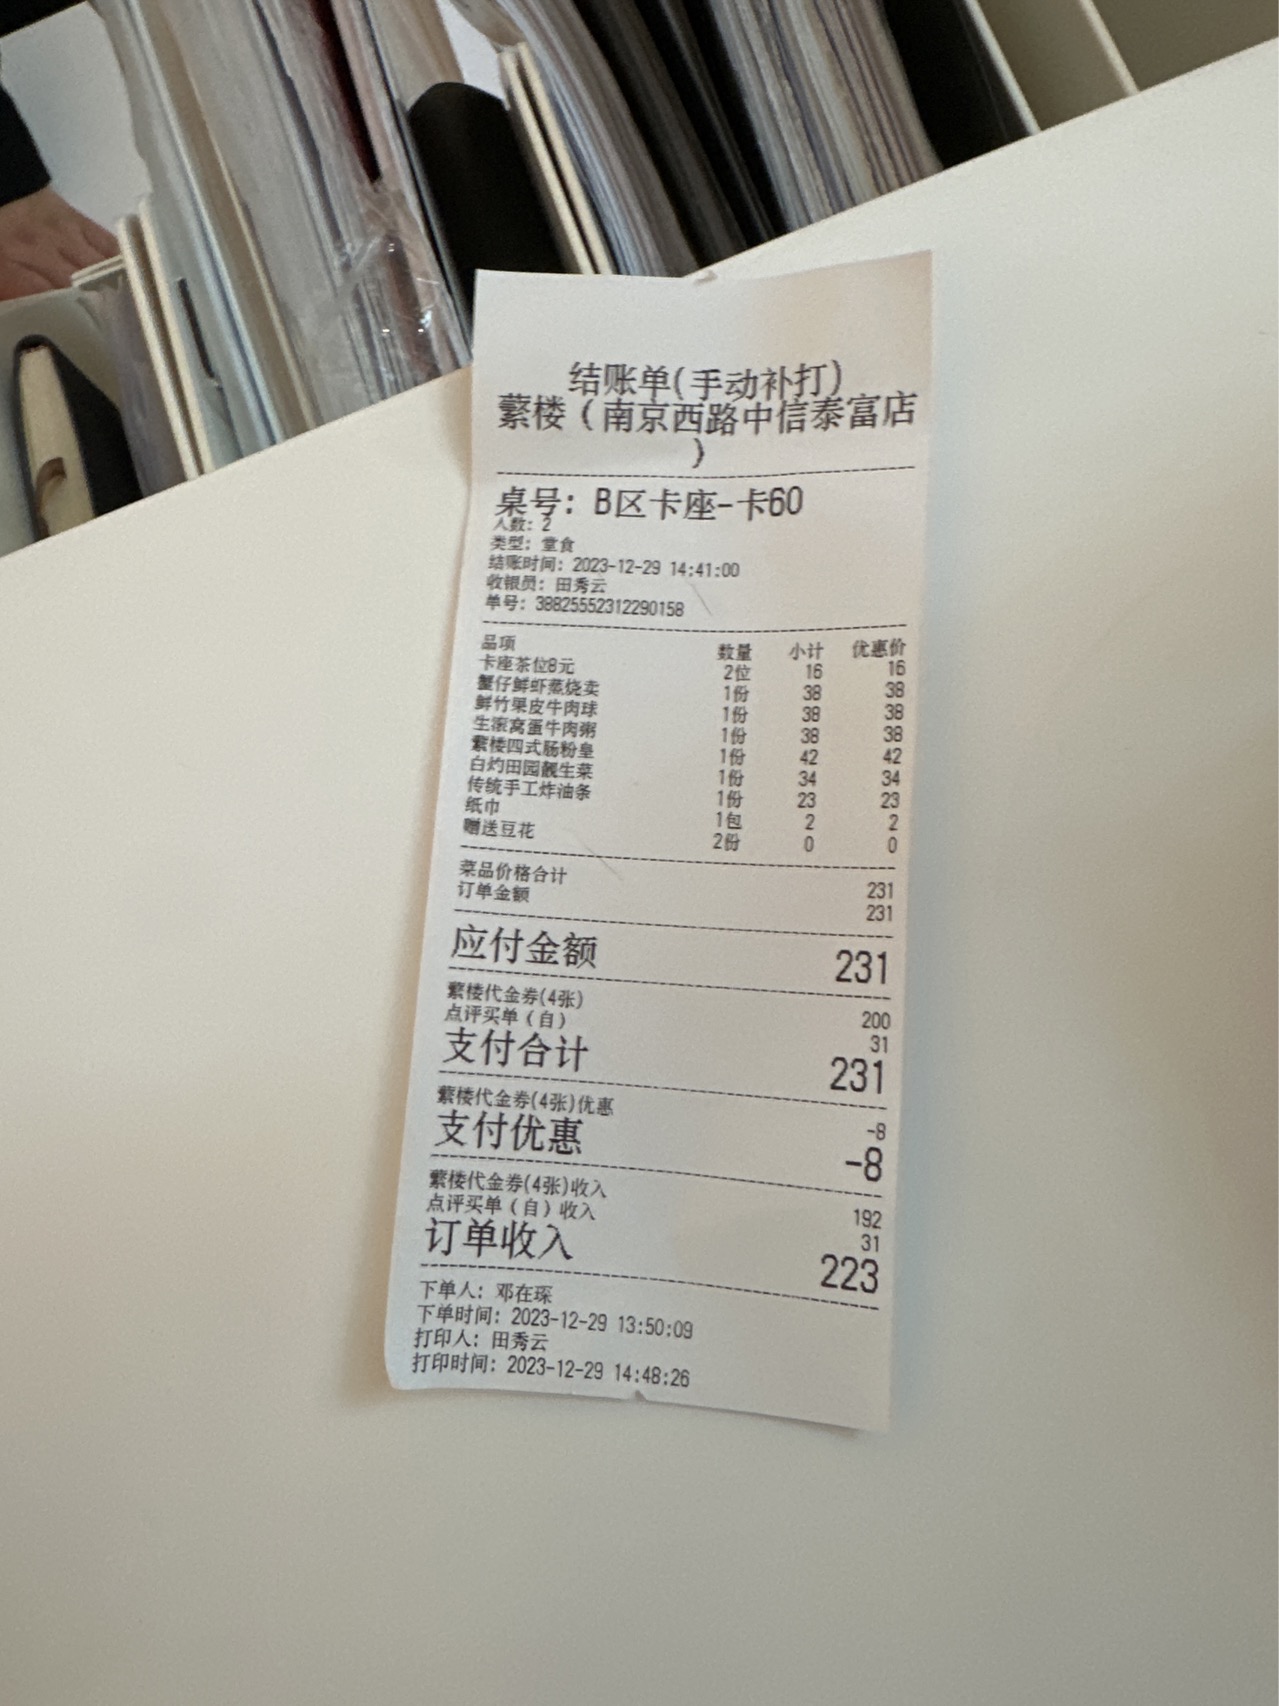 结账单(手动补打)
蘩楼（南京西路中信泰富店
）
桌号: B区卡座-卡60
人数: 2
类型: 堂食
结账时间: 2023-12-29 14:41:00
收银员: 田秀云
单号: 38825552312290158
品项 数量 小计 优惠价
卡座茶位8元 2位 16 16
蟹仔鲜虾蒸烧卖 1份 38 38
鲜竹果皮牛肉球 1份 38 38
生滚窝蛋牛肉粥 1份 38 38
蘩楼四式肠粉皇 1份 42 42
白灼田园靓生菜 1份 34 34
传统手工炸油条 1份 23 23
纸巾 1包 2 2
赠送豆花 2份 0 0
菜品价格合计 231
订单金额 231
应付金额 231
蘩楼代金券(4张) 200
点评买单（自） 31
支付合计 231
蘩楼代金券(4张)优惠 -8
支付优惠 -8
蘩楼代金券(4张)收入 192
点评买单（自）收入 31
订单收入 223
下单人: 邓在琛
下单时间: 2023-12-29 13:50:09
打印人: 田秀云
打印时间: 2023-12-29 14:48:26